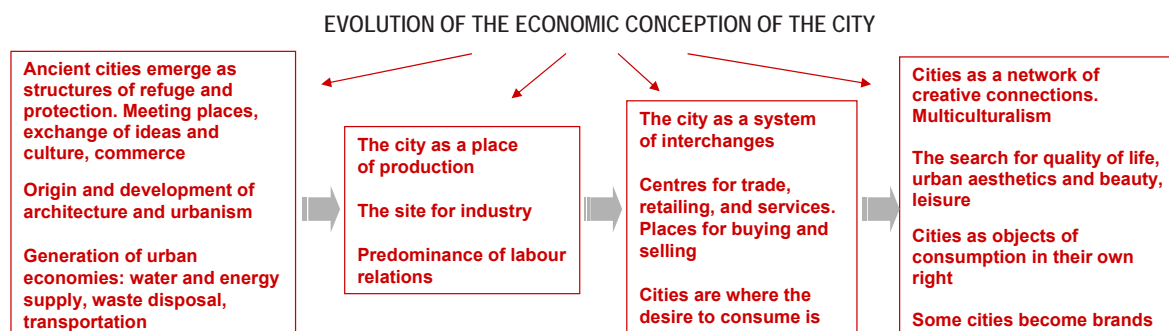 EVOLUTION OF THE ECONOMIC CONCEPTION OF THE CITY
Ancient cities emerge as
structures of refuge and
protection. Meeting places,
exchange of ideas and
culture, commerce
Origin and development of
architecture and urbanism
Generation of urban
economies: water and energy
supply, waste disposal,
transportation
The city as a place
of production
The site for industry
Predominance of labour
relations
The city as a system
of interchanges
Centres for trade,
retailing, and services.
Places for buying and
selling
Cities are where the
desire to consume is
Cities as a network of
creative connections.
Multiculturalism
The search for quality of life,
urban aesthetics and beauty,
leisure
Cities as objects of
consumption in their own
right
Some cities become brands